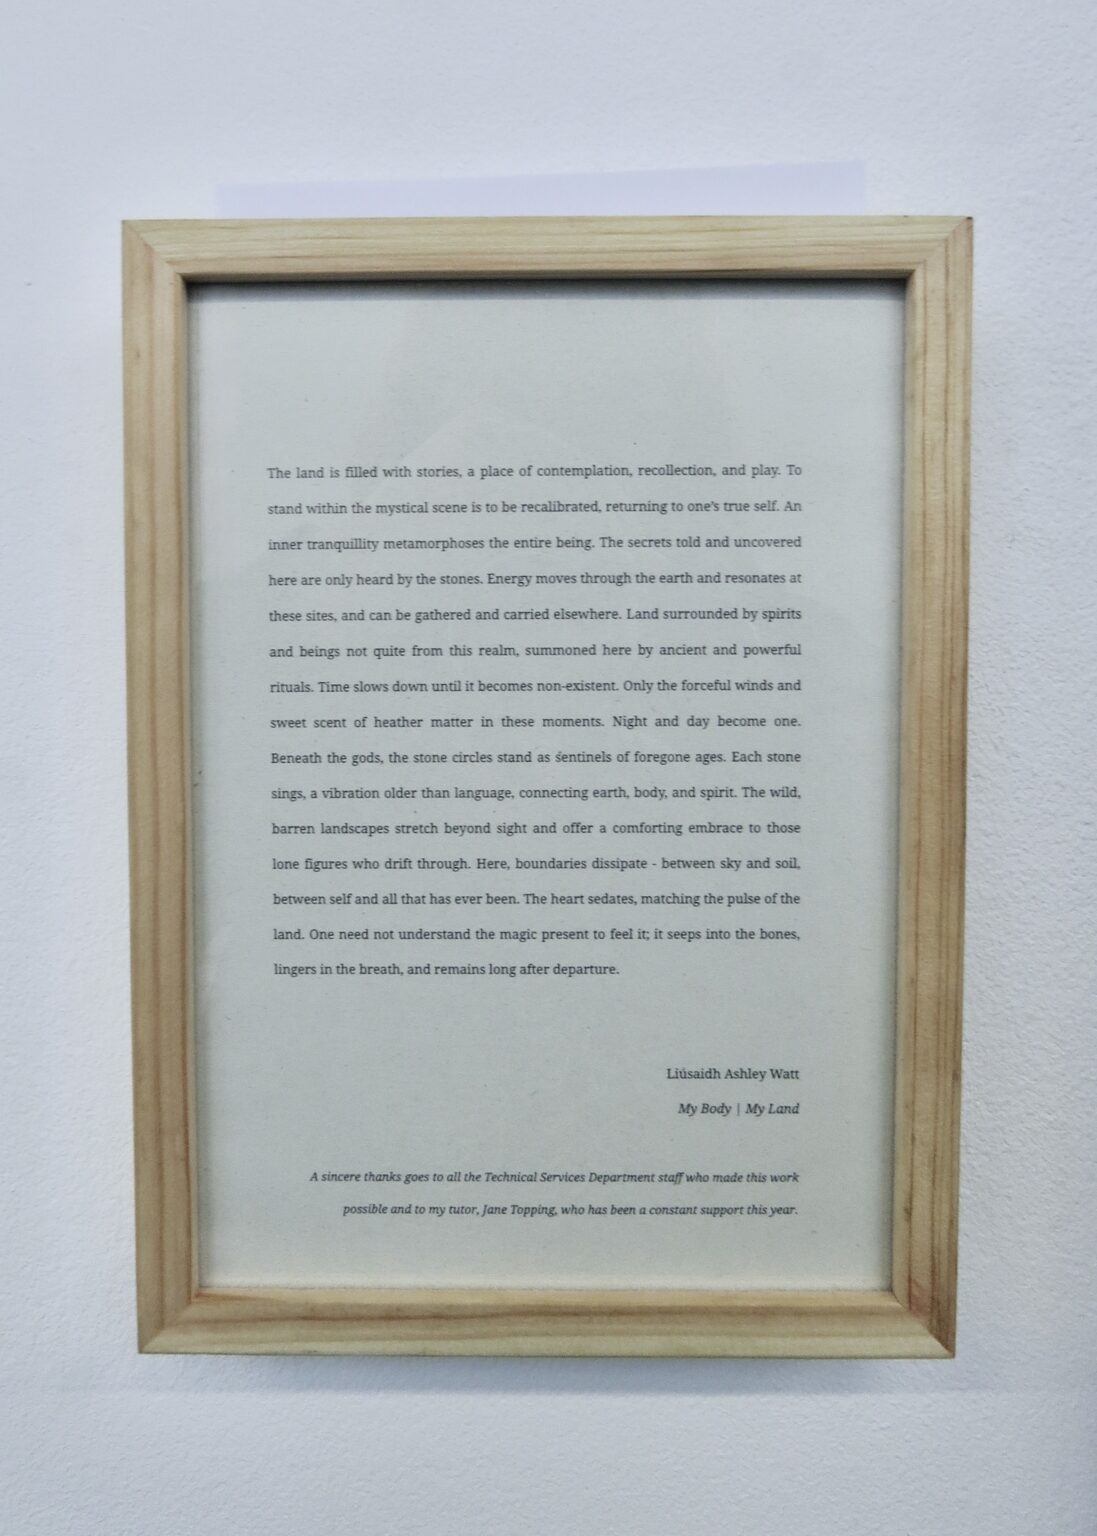 The land is filled with stories, a place of contemplation, recollection, and play. To
stand within the mystical scene is to be recalibrated, returning to one's true self. An
inner tranquillity metamorphoses the entire being. The secrets told and uncovered
here are only heard by the stones. Energy moves through the earth and resonates at
these sites, and can be gathered and carried elsewhere. Land surrounded by spirits
and beings not quite from this realm, summoned here by ancient and powerful
rituals. Time slows down until it becomes non-existent. Only the forceful winds and
sweet scent of heather matter in these moments. Night and day become one.
Beneath the gods, the stone circles stand as sentinels of foregone ages. Each stone
sings, a vibration older than language, connecting earth, body, and spirit. The wild,
barren landscapes stretch beyond sight and offer a comforting embrace to those
lone figures who drift through. Here, boundaries dissipate - between sky and soil,
between self and all that has ever been. The heart sedates, matching the pulse of the
land. One need not understand the magic present to feel it; it seeps into the bones,
lingers in the breath, and remains long after departure.
Liúsaidh Ashley Watt
My Body | My Land
A sincere thanks goes to all the Technical Services Department staff who made this work
possible and to my tutor, Jane Topping, who has been a constant support this year.